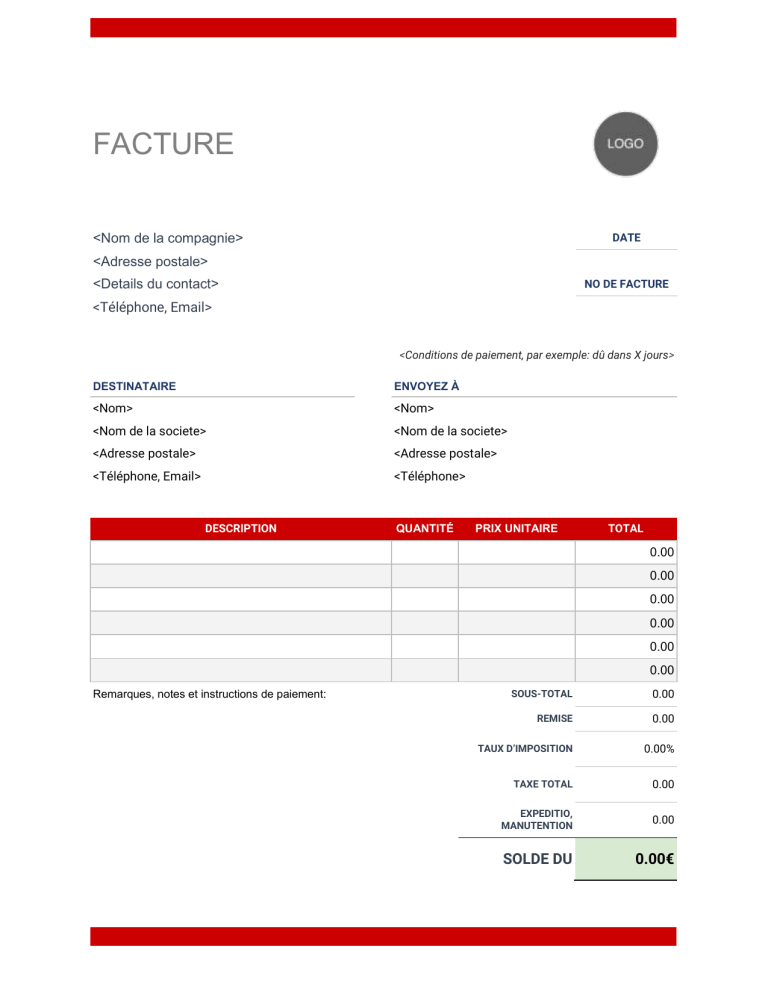 FACTURE
LOGO
<Nom de la compagnie>
DATE
<Adresse postale>
<Details du contact>
NO DE FACTURE
<Téléphone, Email>
<Conditions de paiement, par exemple: dû dans X jours>
DESTINATAIRE
ENVOYEZ À
<Nom>
<Nom>
<Nom de la societe>
<Nom de la societe>
<Adresse postale>
<Adresse postale>
<Téléphone, Email>
<Téléphone>
DESCRIPTION QUANTITÉ PRIX UNITAIRE TOTAL
0.00
0.00
0.00
0.00
0.00
0.00
Remarques, notes et instructions de paiement:
SOUS-TOTAL 0.00
REMISE 0.00
TAUX D'IMPOSITION 0.00%
TAXE TOTAL 0.00
EXPEDITIO,
MANUTENTION 0.00
SOLDE DU 0.00€